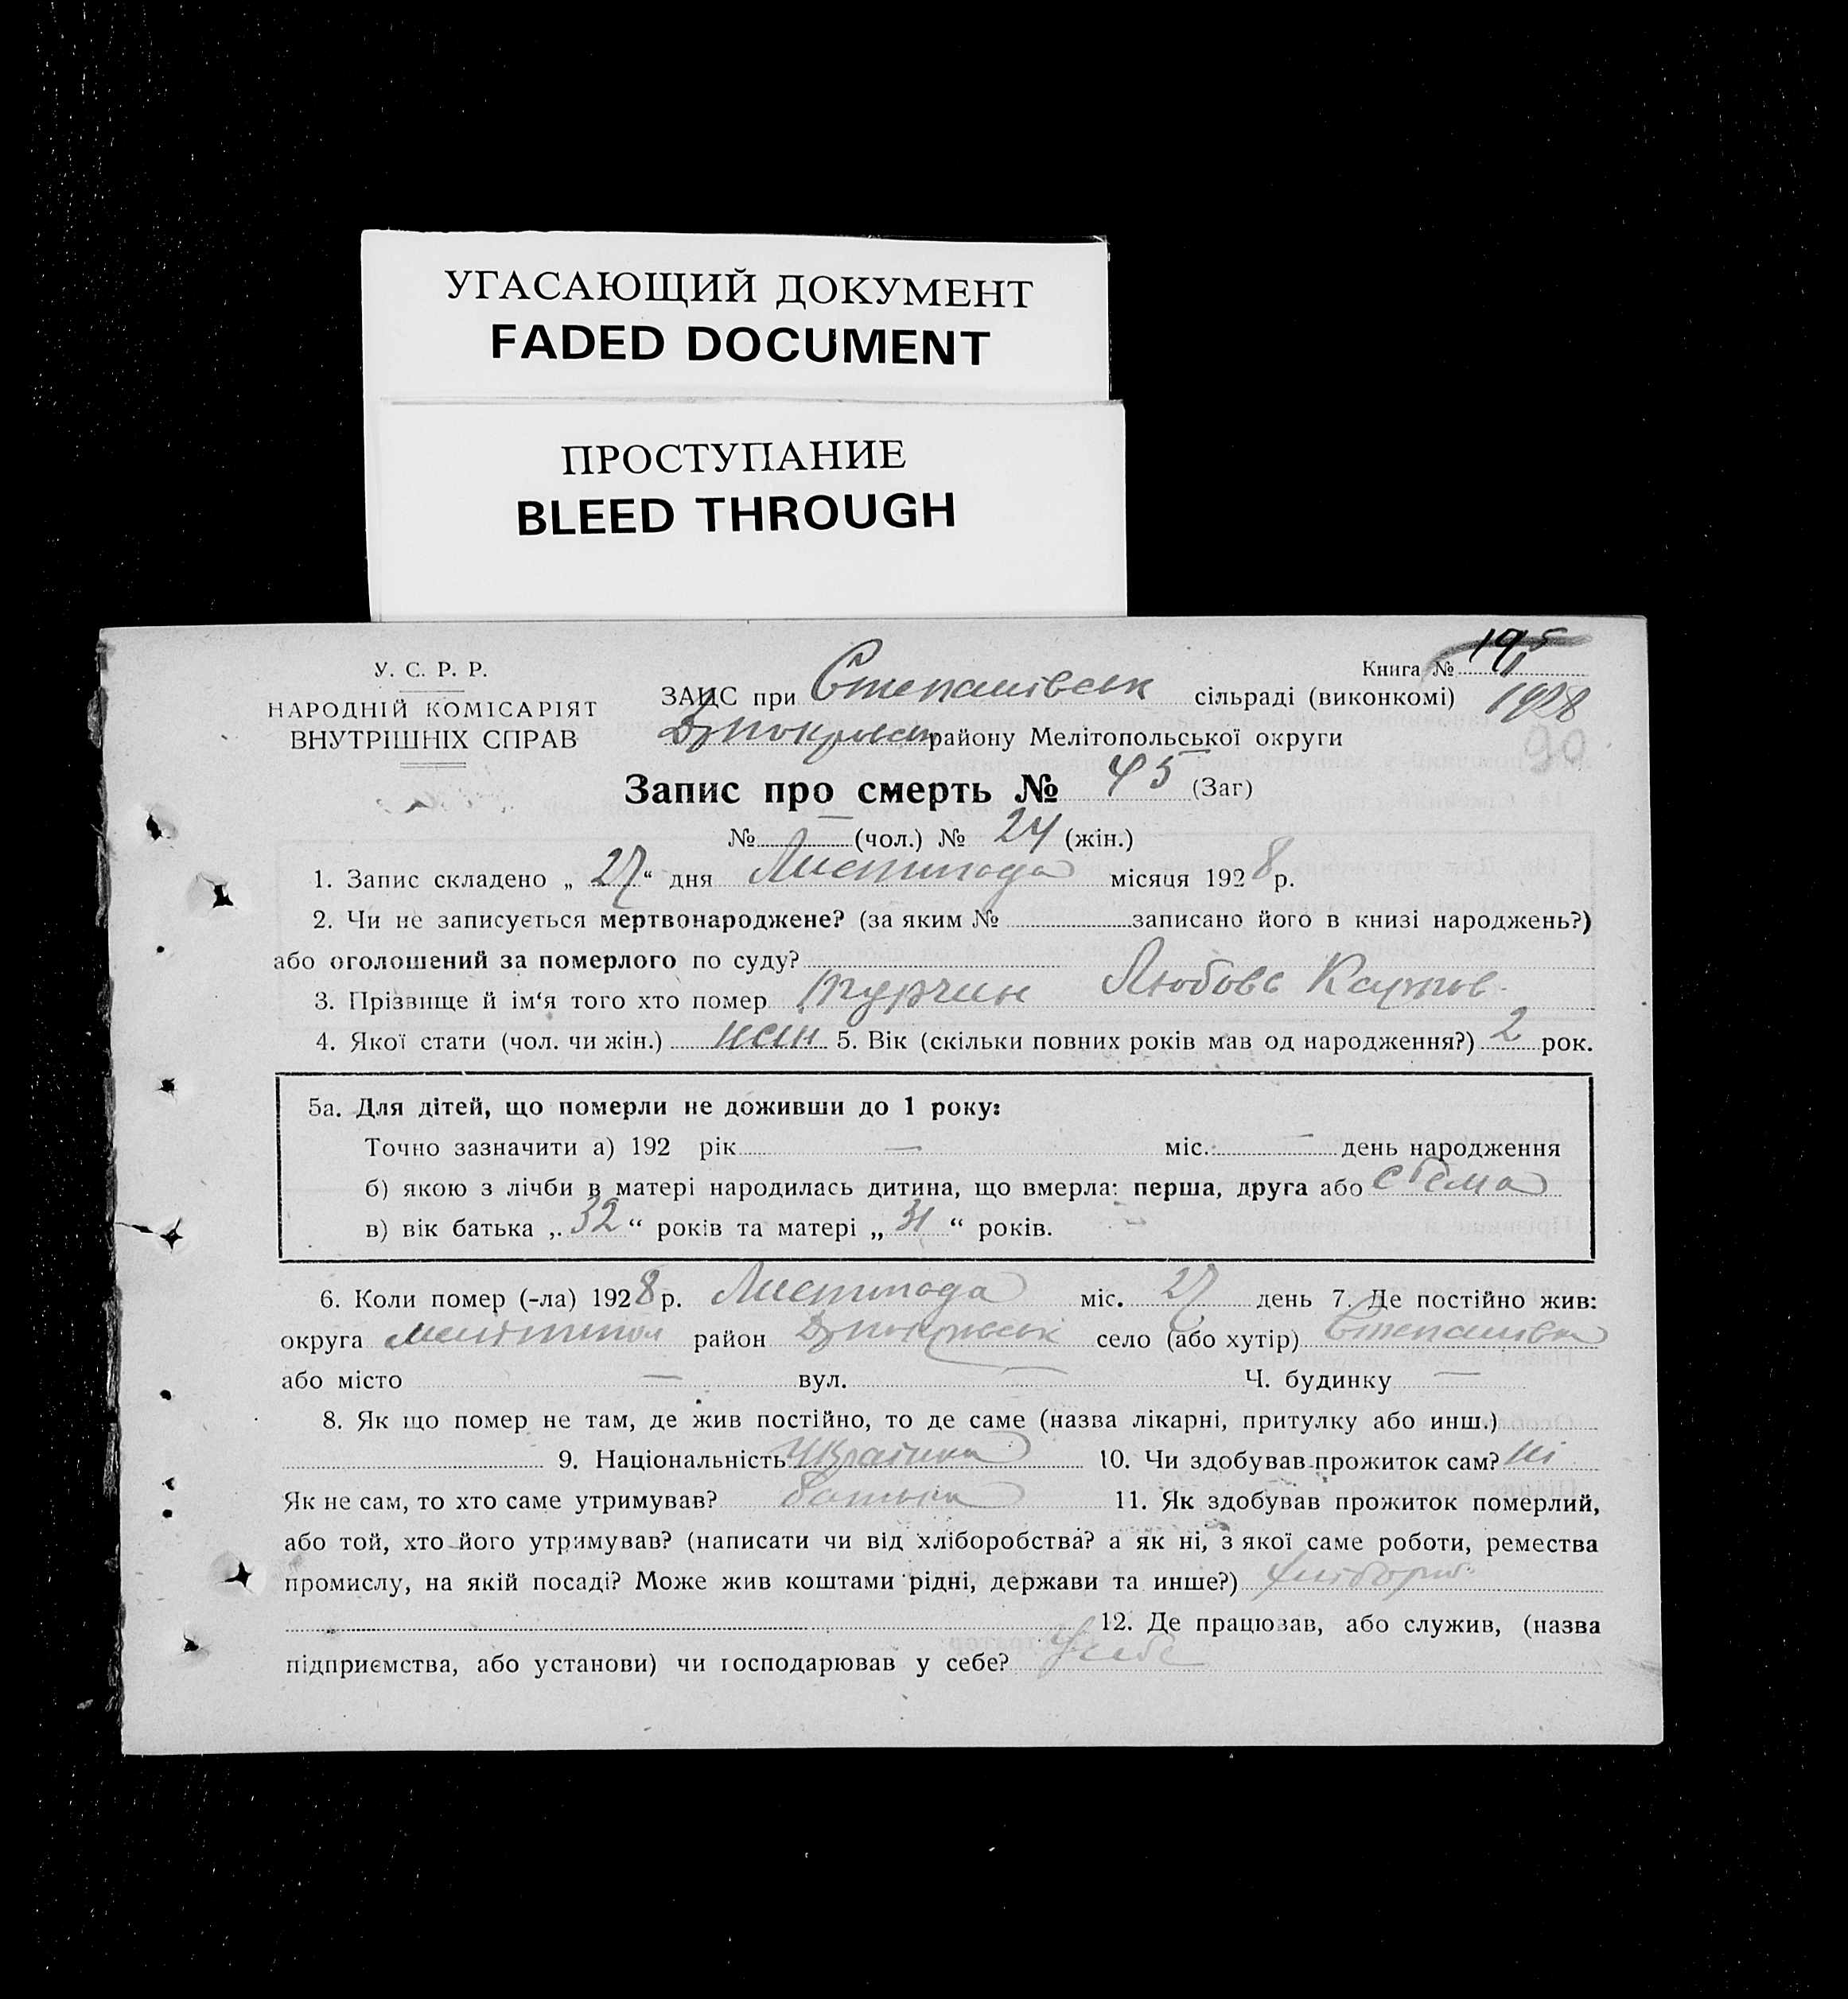 УГАСАЮЩИЙ ДОКУМЕНТ
FADED DOCUMENT
ПРОСТУПАНИЕ
BLEED THROUGH
У. С. Р. Р.
НАРОДНІЙ КОМІСАРІЯТ
ВНУТРІШНІХ СПРАВ
Книга №
1928
90
ЗАЦС при Степанівськ сільраді (виконкомі)
району Мелітопольської округи
Запис про смерть № 45 (Заг)
№ — (чол.) № 24 (жін.)
1. Запис складено „ 27 “ дня Листопада місяця 1928 р.
2. Чи не записується мертвонароджене? (за яким № записано його в книзі народжень?)
або оголошений за померлого по суду?
3. Прізвище й ім‘я того хто помер Турчин Любовь
4. Якої стати (чол. чи жін.) жін 5. Вік (скільки повних років мав од народження?) 2 рок.
5а. Для дітей, що померли не доживши до 1 року:
Точно зазначити а) 192 рік — міс. — день народження
б) якою з лічби в матері народилась дитина, що вмерла: перша, друга або сьома
в) вік батька „ 32 “ років та матері „ 31 “ років.
6. Коли помер (-ла) 1928 р. Листопада міс. 27 день 7. Де постійно жив:
округа Мелітопол район село (або хутір) Степанівка
або місто — вул. — Ч. будинку —
8. Як що помер не там, де жив постійно, то де саме (назва лікарні, притулку або инш.)
9. Національність Українка 10. Чи здобував прожиток сам? ні
Як не сам, то хто саме утримував? батьки 11. Як здобував прожиток померлий,
або той, хто його утримував? (написати чи від хліборобства? а як ні, з якої саме роботи, ремества
промислу, на якій посаді? Може жив коштами рідні, держави та инше?)
12. Де працював, або служив, (назва
підприємства, або установи) чи господарював у себе? У себе